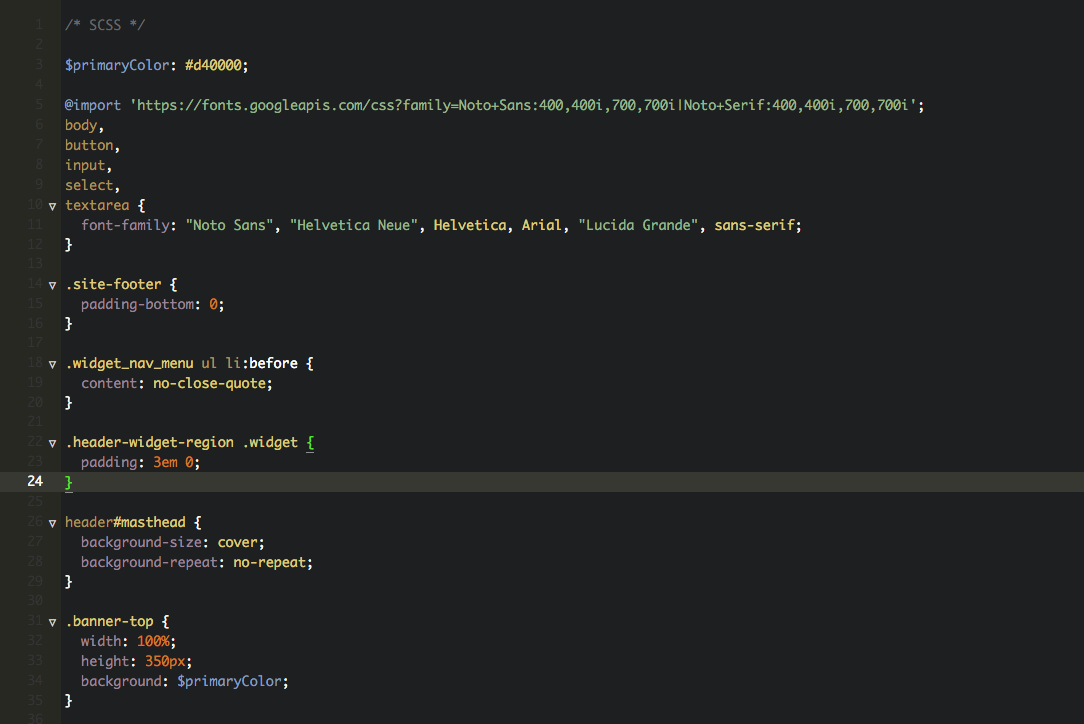 1 /* SCSS */
2
3 $primaryColor: #d40000;
4
5 @import 'https://fonts.googleapis.com/css?family=Noto+Sans:400,400i,700,700i|Noto+Serif:400,400i,700,700i';
6 body,
7 button,
8 input,
9 select,
10 textarea {
11 font-family: "Noto Sans", "Helvetica Neue", Helvetica, Arial, "Lucida Grande", sans-serif;
12 }
13
14 .site-footer {
15 padding-bottom: 0;
16 }
17
18 .widget_nav_menu ul li:before {
19 content: no-close-quote;
20 }
21
22 .header-widget-region .widget {
23 padding: 3em 0;
24 }
25
26 header#masthead {
27 background-size: cover;
28 background-repeat: no-repeat;
29 }
30
31 .banner-top {
32 width: 100%;
33 height: 350px;
34 background: $primaryColor;
35 }
36